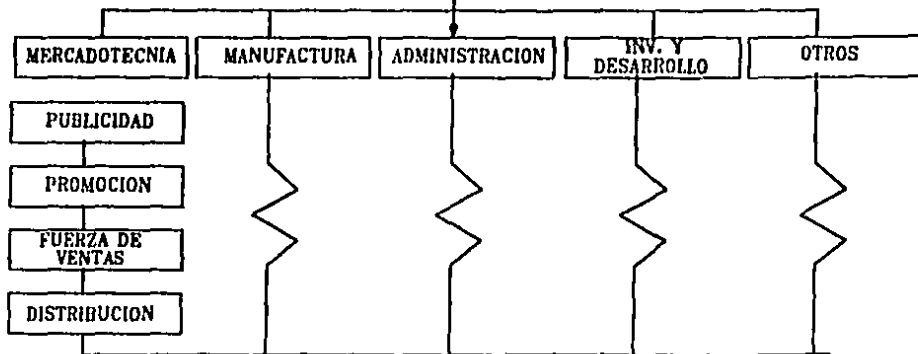 MERCADOTECNIA
MANUFACTURA
ADMINISTRACION
INV. Y
DESARROLLO
OTROS
PUBLICIDAD
PROMOCION
FUERZA DE
VENTAS
DISTRIBUCION